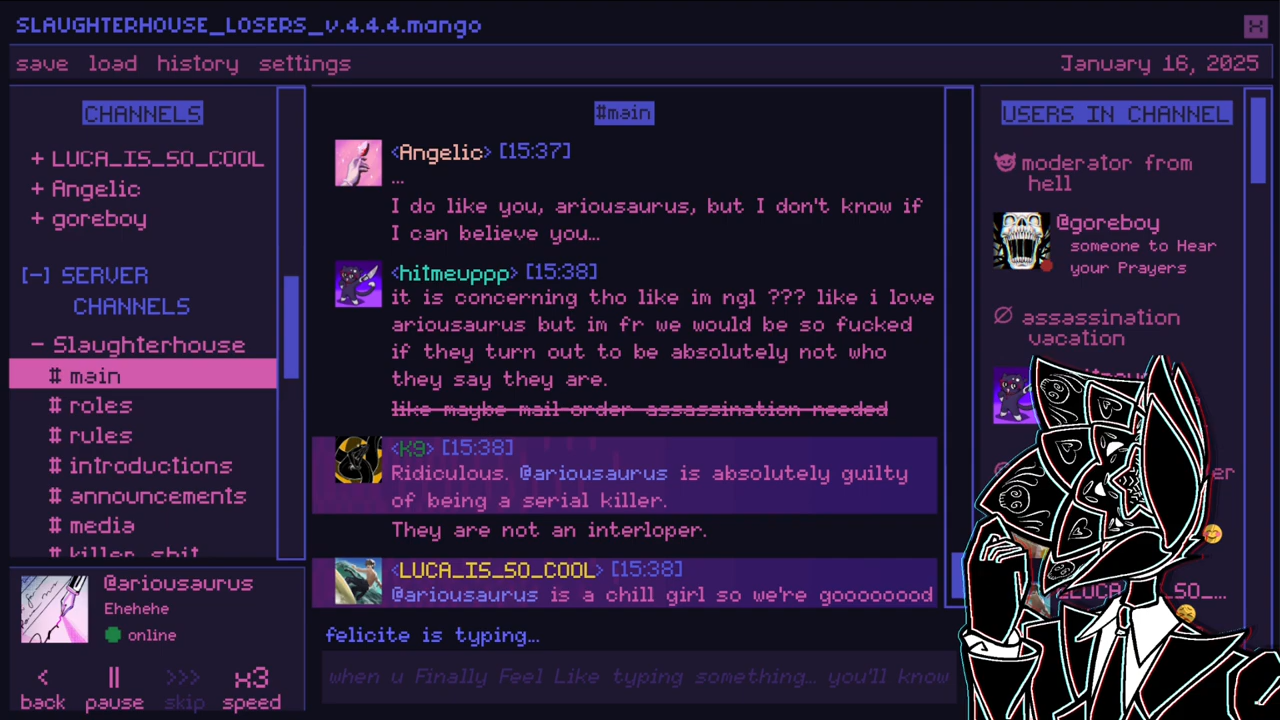 SLAUGHTERHOUSE_LOSERS_v.4.4.4.mango
x
save load history settings
January 16, 2025
CHANNELS
+ LUCA_IS_SO_COOL
+ Angelic
+ goreboy
[-] SERVER
CHANNELS
- Slaughterhouse
# main
# roles
# rules
# introductions
# announcements
# media
# killer shit
@ariousaurus
Ehehehe
online
< || >>> x3
back pause skip speed
#main
<Angelic> [15:37]
...
I do like you, ariousaurus, but I don't know if
I can believe you...
<hitmeuppp> [15:38]
it is concerning tho like im ngl ??? like i love
ariousaurus but im fr we would be so fucked
if they turn out to be absolutely not who
they say they are.
like maybe mail order assassination needed
<K9> [15:38]
Ridiculous. @ariousaurus is absolutely guilty
of being a serial killer.
They are not an interloper.
<LUCA_IS_SO_COOL> [15:38]
@ariousaurus is a chill girl so we're goooooood
felicite is typing...
when u Finally Feel Like typing something... you'll know
USERS IN CHANNEL
moderator from
hell
@goreboy
someone to Hear
your Prayers
assassination
vacation